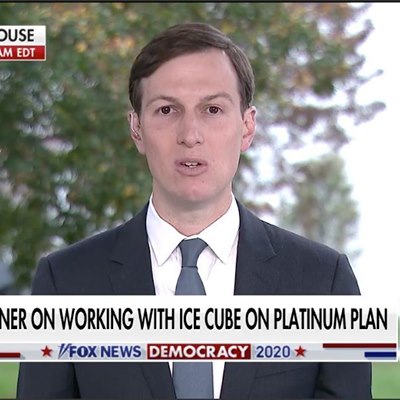 OUSE
AM EDT
NER ON WORKING WITH ICE CUBE ON PLATINUM PLAN
FOX NEWS DEMOCRACY 2020